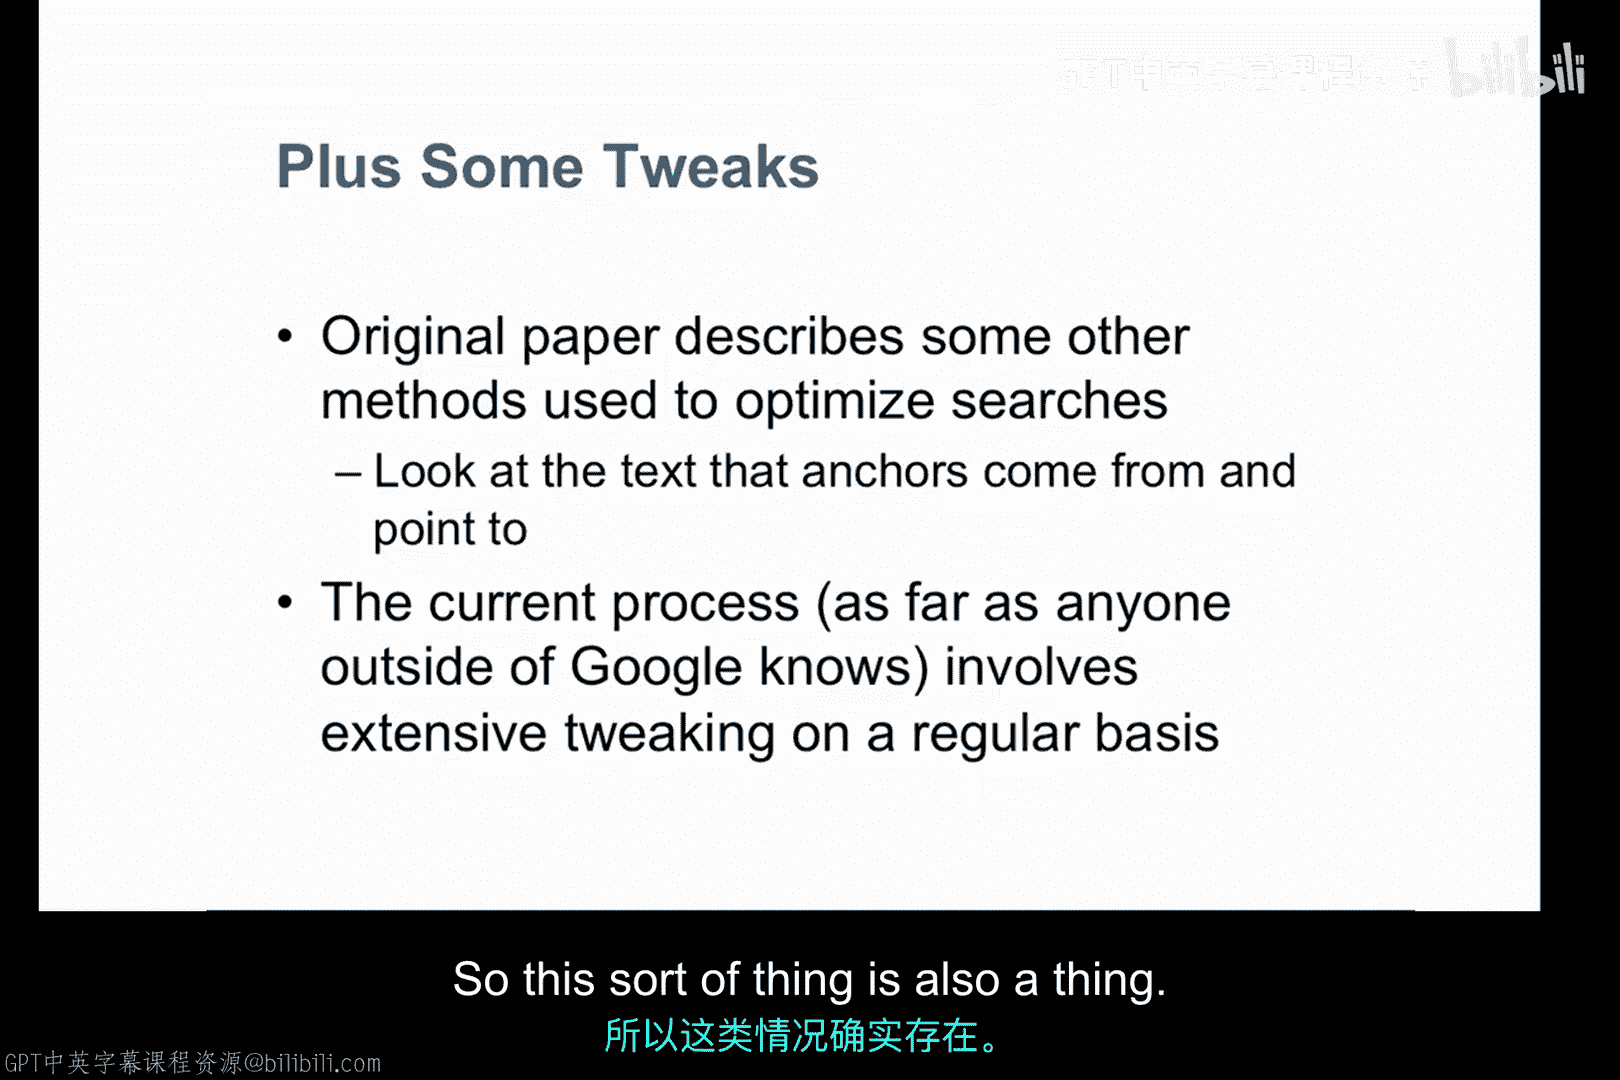 bilibili
Plus Some Tweaks
• Original paper describes some other
methods used to optimize searches
– Look at the text that anchors come from and
point to
• The current process (as far as anyone
outside of Google knows) involves
extensive tweaking on a regular basis
So this sort of thing is also a thing.
所以这类情况确实存在。
GPT中英字幕课程资源@bilibili.com